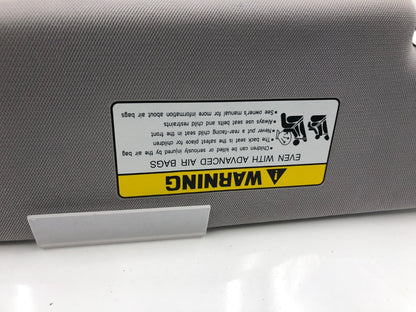 WARNING
EVEN WITH ADVANCED AIR BAGS
•Children can be killed or seriously injured by the air bag
•The back seat is the safest place for children
•Never put a rear-facing child seat in the front
•Always use seat belts and child restraints
•See owner's manual for more information about air bags